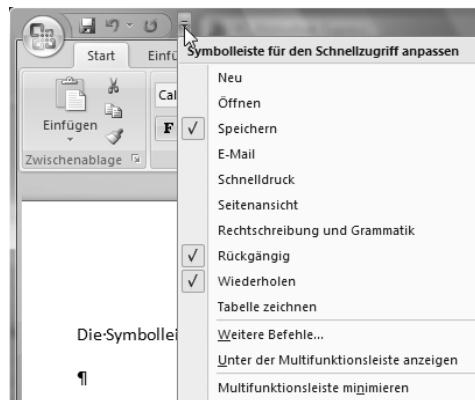 Start Einfü
Symbolleiste für den Schnellzugriff anpassen
Cal
Einfügen
F
Zwischenablage
Neu
Öffnen
Speichern
E-Mail
Schnelldruck
Seitenansicht
Rechtschreibung und Grammatik
Rückgängig
Wiederholen
Tabelle zeichnen
Weitere Befehle...
Unter der Multifunktionsleiste anzeigen
Multifunktionsleiste minimieren
Die·Symbollei
¶